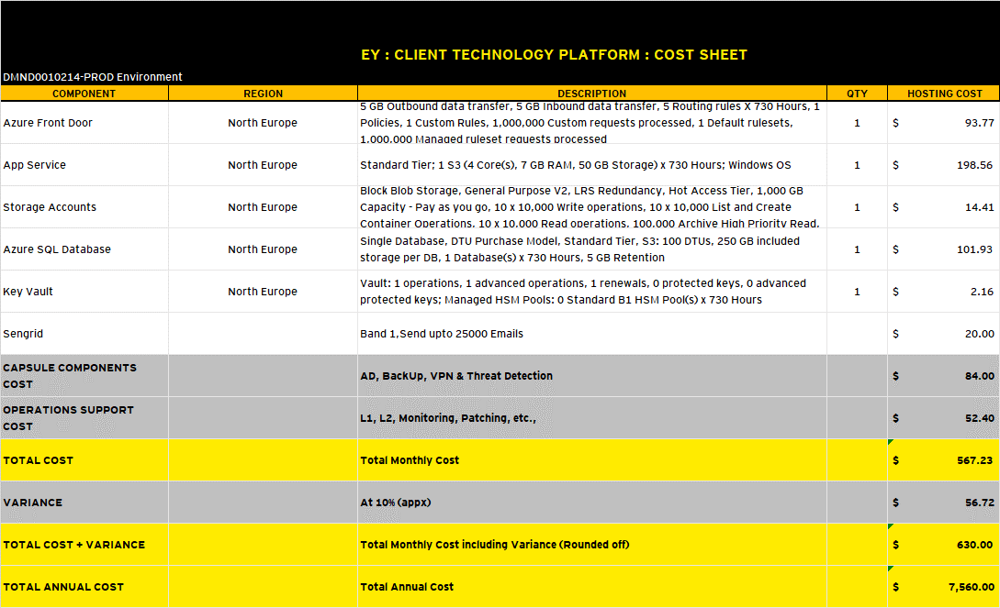 EY : CLIENT TECHNOLOGY PLATFORM : COST SHEET
DMND0010214-PROD Environment
COMPONENT REGION DESCRIPTION QTY HOSTING COST
Azure Front Door North Europe 5 GB Outbound data transfer, 5 GB Inbound data transfer, 5 Routing rules X 730 Hours, 1 1 $ 93.77
Policies, 1 Custom Rules, 1,000,000 Custom requests processed, 1 Default rulesets,
1,000,000 Managed ruleset requests processed
App Service North Europe Standard Tier; 1 S3 (4 Core(s), 7 GB RAM, 50 GB Storage) x 730 Hours; Windows OS 1 $ 198.56
Storage Accounts North Europe Block Blob Storage, General Purpose V2, LRS Redundancy, Hot Access Tier, 1,000 GB 1 $ 14.41
Capacity - Pay as you go, 10 x 10,000 Write operations, 10 x 10,000 List and Create
Container Operations, 10 x 10,000 Read operations, 100,000 Archive High Priority Read,
Azure SQL Database North Europe Single Database, DTU Purchase Model, Standard Tier, S3: 100 DTUs, 250 GB included 1 $ 101.93
storage per DB, 1 Database(s) x 730 Hours, 5 GB Retention
Key Vault North Europe Vault: 1 operations, 1 advanced operations, 1 renewals, 0 protected keys, 0 advanced 1 $ 2.16
protected keys; Managed HSM Pools: 0 Standard B1 HSM Pool(s) x 730 Hours
Sengrid Band 1,Send upto 25000 Emails $ 20.00
CAPSULE COMPONENTS
COST AD, BackUp, VPN & Threat Detection $ 84.00
OPERATIONS SUPPORT
COST L1, L2, Monitoring, Patching, etc., $ 52.40
TOTAL COST Total Monthly Cost $ 567.23
VARIANCE At 10% (appx) $ 56.72
TOTAL COST + VARIANCE Total Monthly Cost including Variance (Rounded off) $ 630.00
TOTAL ANNUAL COST Total Annual Cost $ 7,560.00